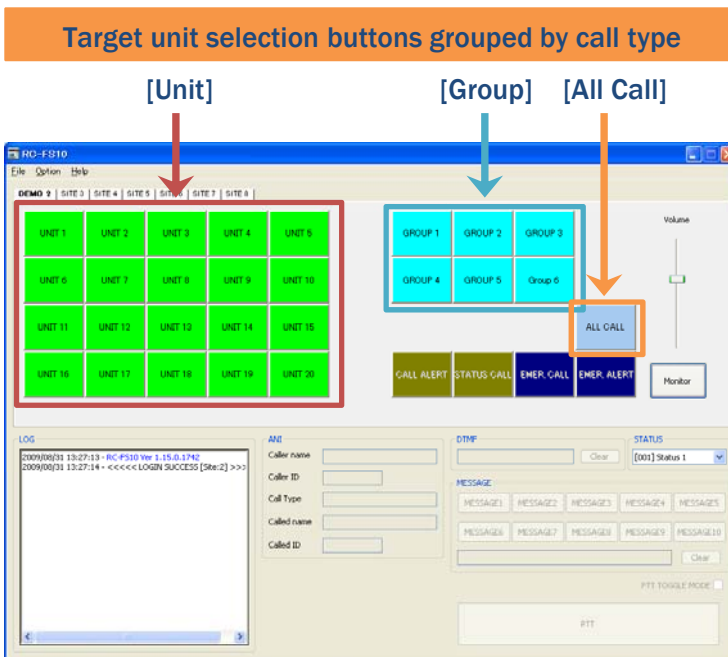 Target unit selection buttons grouped by call type
[Unit] [Group] [All Call]
RC-FS10
File Option Help
DEMO 2 SITE 3 SITE 4 SITE 5 SITE 6 SITE 7 SITE 8
UNIT 1 UNIT 2 UNIT 3 UNIT 4 UNIT 5 GROUP 1 GROUP 2 GROUP 3 Volume
UNIT 6 UNIT 7 UNIT 8 UNIT 9 UNIT 10 GROUP 4 GROUP 5 Group 6
UNIT 11 UNIT 12 UNIT 13 UNIT 14 UNIT 15 ALL CALL
UNIT 16 UNIT 17 UNIT 18 UNIT 19 UNIT 20 CALL ALERT STATUS CALL EMER. CALL EMER. ALERT Monitor
LOG ANI DTMF STATUS
2009/08/31 13:27:13 - RC-FS10 Ver 1.15.0.1742
2009/08/31 13:27:14 - <<<<< LOGIN SUCCESS [Site:2] >>>
Caller name Clear [001] Status 1
Caller ID
MESSAGE
Call Type MESSAGE1 MESSAGE2 MESSAGE3 MESSAGE4 MESSAGE5
Called name MESSAGE6 MESSAGE7 MESSAGE8 MESSAGE9 MESSAGE10
Called ID Clear
PTT TOGGLE MODE
PTT